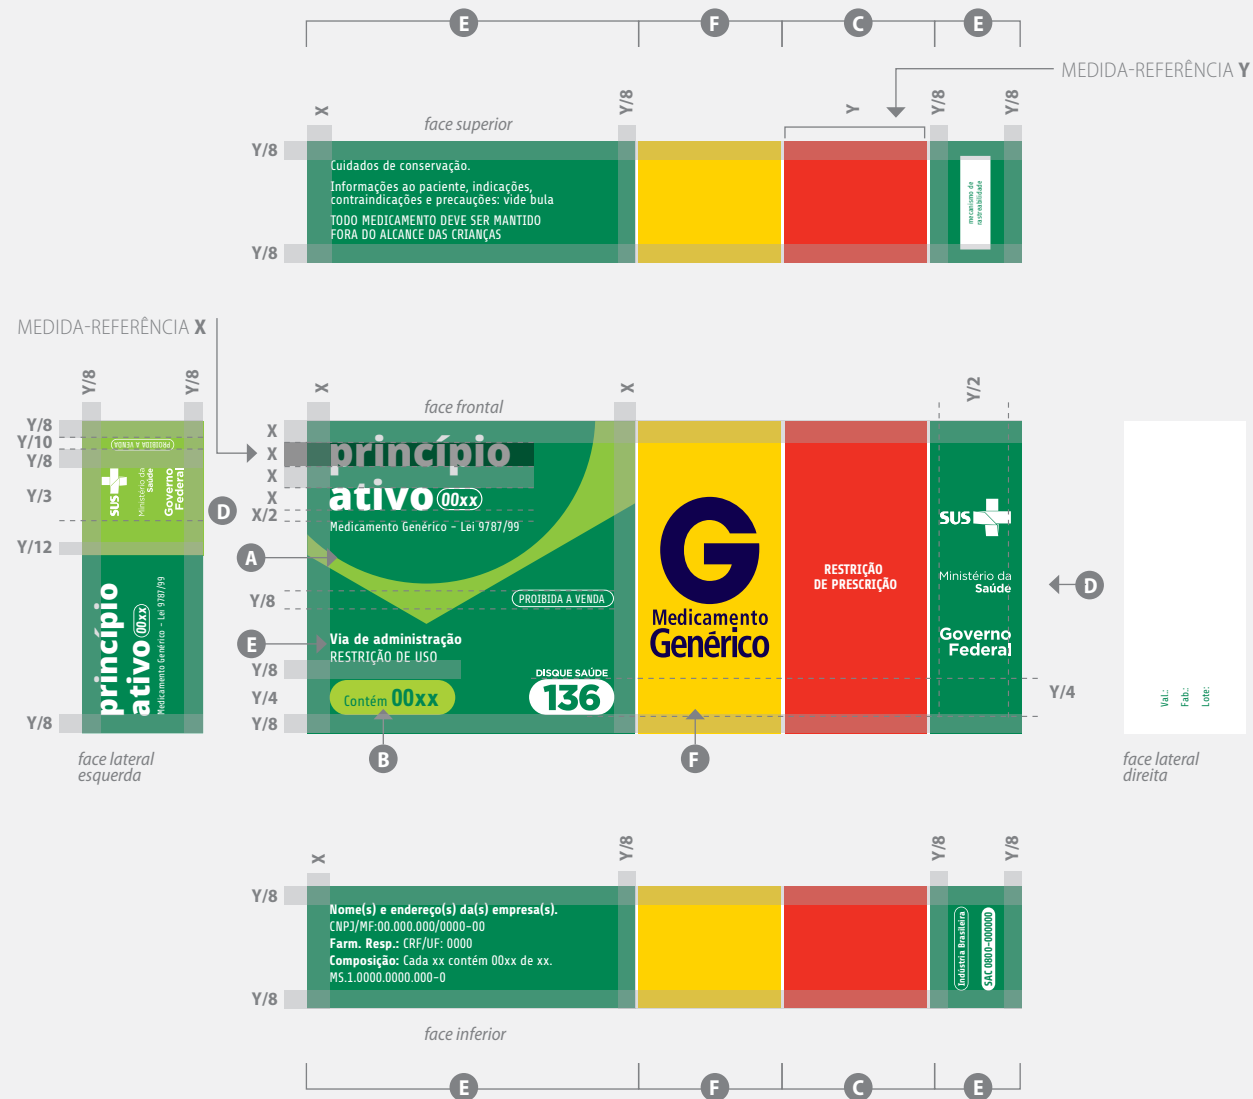 E
F
C
E
MEDIDA-REFERÊNCIA Y
X
face superior
Y/8
Y
Y/8
Y/8
Y/8
Cuidados de conservação.
Informações ao paciente, indicações,
contraindicações e precauções: vide bula
TODO MEDICAMENTO DEVE SER MANTIDO
FORA DO ALCANCE DAS CRIANÇAS
Y/8
mecanismo de
rastreabilidade
MEDIDA-REFERÊNCIA X
Y/8
Y/8
X
face frontal
X
Y/2
Y/8
Y/10
Y/8
Y/3
Y/12
Y/8
PROIBIDA A VENDA
SUS
Ministério da
Saúde
Governo
Federal
princípio
ativo 00xx
Medicamento Genérico - Lei 9787/99
face lateral
esquerda
D
X
X
X
X
X/2
A
Y/8
E
Y/8
Y/4
Y/8
princípio
ativo 00xx
Medicamento Genérico - Lei 9787/99
PROIBIDA A VENDA
Via de administração
RESTRIÇÃO DE USO
Contém 00xx
DISQUE SAÚDE
136
B
G
Medicamento
Genérico
F
RESTRIÇÃO
DE PRESCRIÇÃO
SUS
Ministério da
Saúde
Governo
Federal
D
Y/4
Val.:
Fab.:
Lote:
face lateral
direita
X
Y/8
Y/8
Y/8
Y/8
Nome(s) e endereço(s) da(s) empresa(s).
CNPJ/MF:00.000.000/0000-00
Farm. Resp.: CRF/UF: 0000
Composição: Cada xx contém 00xx de xx.
MS.1.0000.0000.000-0
Y/8
Indústria Brasileira
SAC 0800-000000
face inferior
E
F
C
E